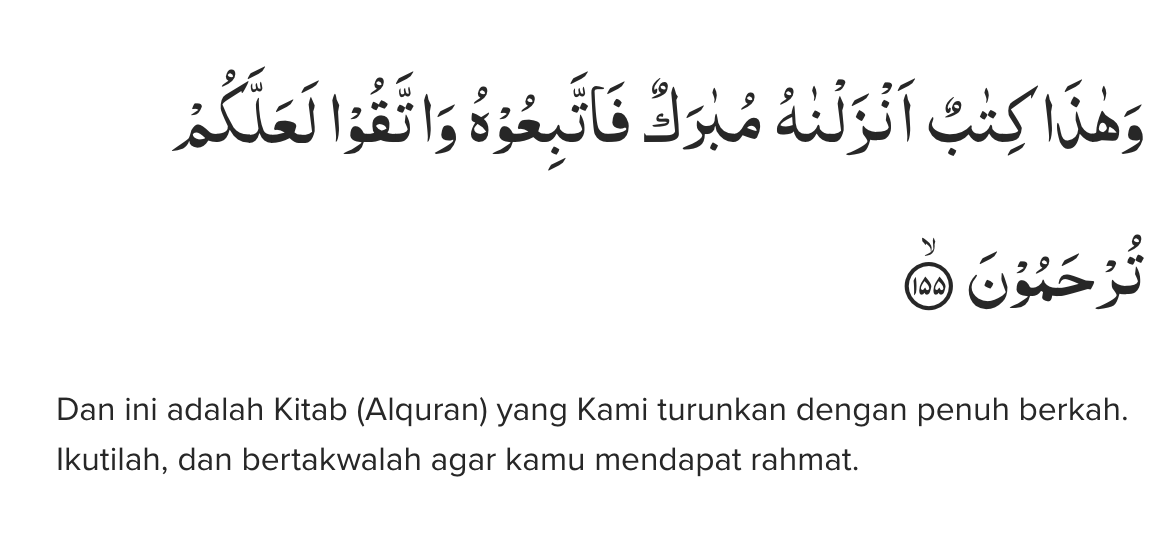 وَهٰذَا كِتٰبٌ اَنْزَلْنٰهُ مُبٰرَكٌ فَاتَّبِعُوْهُ وَاتَّقُوْا لَعَلَّكُمْ
تُرْحَمُوْنَۙ ۝١٥٥
Dan ini adalah Kitab (Alquran) yang Kami turunkan dengan penuh berkah.
Ikutilah, dan bertakwalah agar kamu mendapat rahmat.